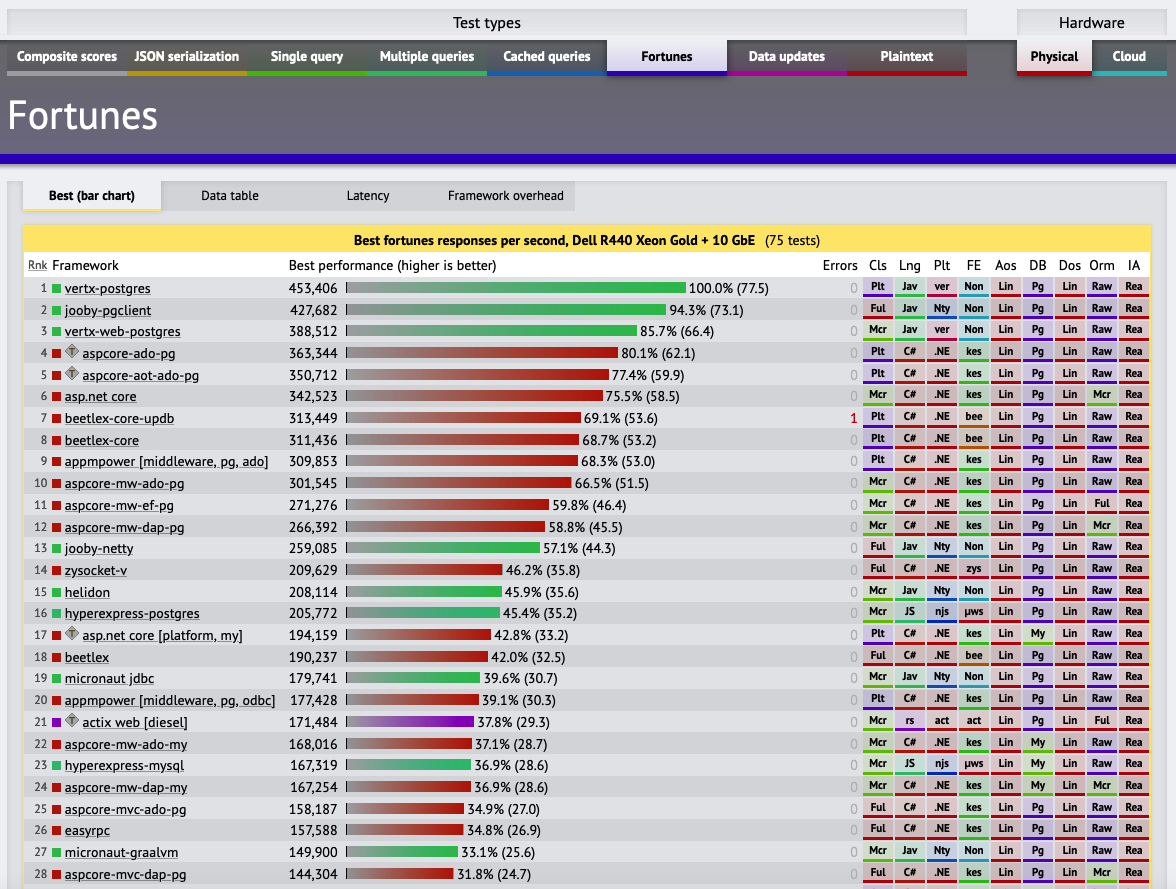 Test types Hardware
Composite scores JSON serialization Single query Multiple queries Cached queries Fortunes Data updates Plaintext Physical Cloud
Fortunes
Best (bar chart) Data table Latency Framework overhead
Best fortunes responses per second, Dell R440 Xeon Gold + 10 GbE (75 tests)
Rnk Framework Best performance (higher is better) Errors Cls Lng Plt FE Aos DB Dos Orm IA
1 vertx-postgres 453,406 100.0% (77.5) 0 Plt Jav ver Non Lin Pg Lin Raw Rea
2 jooby-pgclient 427,682 94.3% (73.1) 0 Ful Jav Nty Non Lin Pg Lin Raw Rea
3 vertx-web-postgres 388,512 85.7% (66.4) 0 Mcr Jav ver Non Lin Pg Lin Raw Rea
4 T aspcore-ado-pg 363,344 80.1% (62.1) 0 Plt C# .NE kes Lin Pg Lin Raw Rea
5 T aspcore-aot-ado-pg 350,712 77.4% (59.9) 0 Plt C# .NE kes Lin Pg Lin Raw Rea
6 asp.net core 342,523 75.5% (58.5) 0 Mcr C# .NE kes Lin Pg Lin Mcr Rea
7 beetlex-core-updb 313,449 69.1% (53.6) 1 Plt C# .NE bee Lin Pg Lin Raw Rea
8 beetlex-core 311,436 68.7% (53.2) 0 Plt C# .NE bee Lin Pg Lin Raw Rea
9 appmpower [middleware, pg, ado] 309,853 68.3% (53.0) 0 Plt C# .NE kes Lin Pg Lin Raw Rea
10 aspcore-mw-ado-pg 301,545 66.5% (51.5) 0 Mcr C# .NE kes Lin Pg Lin Raw Rea
11 aspcore-mw-ef-pg 271,276 59.8% (46.4) 0 Mcr C# .NE kes Lin Pg Lin Ful Rea
12 aspcore-mw-dap-pg 266,392 58.8% (45.5) 0 Mcr C# .NE kes Lin Pg Lin Mcr Rea
13 jooby-netty 259,085 57.1% (44.3) 0 Ful Jav Nty Non Lin Pg Lin Raw Rea
14 zysocket-v 209,629 46.2% (35.8) 0 Ful C# .NE zys Lin Pg Lin Raw Rea
15 helidon 208,114 45.9% (35.6) 0 Mcr Jav Nty Non Lin Pg Lin Raw Rea
16 hyperexpress-postgres 205,772 45.4% (35.2) 0 Mcr JS njs µws Lin Pg Lin Raw Rea
17 T asp.net core [platform, my] 194,159 42.8% (33.2) 0 Plt C# .NE kes Lin My Lin Raw Rea
18 beetlex 190,237 42.0% (32.5) 0 Ful C# .NE bee Lin Pg Lin Raw Rea
19 micronaut jdbc 179,741 39.6% (30.7) 0 Mcr Jav Nty Non Lin Pg Lin Raw Rea
20 appmpower [middleware, pg, odbc] 177,428 39.1% (30.3) 0 Plt C# .NE kes Lin Pg Lin Raw Rea
21 T actix web [diesel] 171,484 37.8% (29.3) 0 Mcr rs act act Lin Pg Lin Ful Rea
22 aspcore-mw-ado-my 168,016 37.1% (28.7) 0 Mcr C# .NE kes Lin My Lin Raw Rea
23 hyperexpress-mysql 167,319 36.9% (28.6) 0 Mcr JS njs µws Lin My Lin Raw Rea
24 aspcore-mw-dap-my 167,254 36.9% (28.6) 0 Mcr C# .NE kes Lin My Lin Mcr Rea
25 aspcore-mvc-ado-pg 158,187 34.9% (27.0) 0 Ful C# .NE kes Lin Pg Lin Raw Rea
26 easyrpc 157,588 34.8% (26.9) 0 Ful C# .NE kes Lin Pg Lin Raw Rea
27 micronaut-graalvm 149,900 33.1% (25.6) 0 Mcr Jav Nty Non Lin Pg Lin Raw Rea
28 aspcore-mvc-dap-pg 144,304 31.8% (24.7) 0 Ful C# .NE kes Lin Pg Lin Mcr Rea